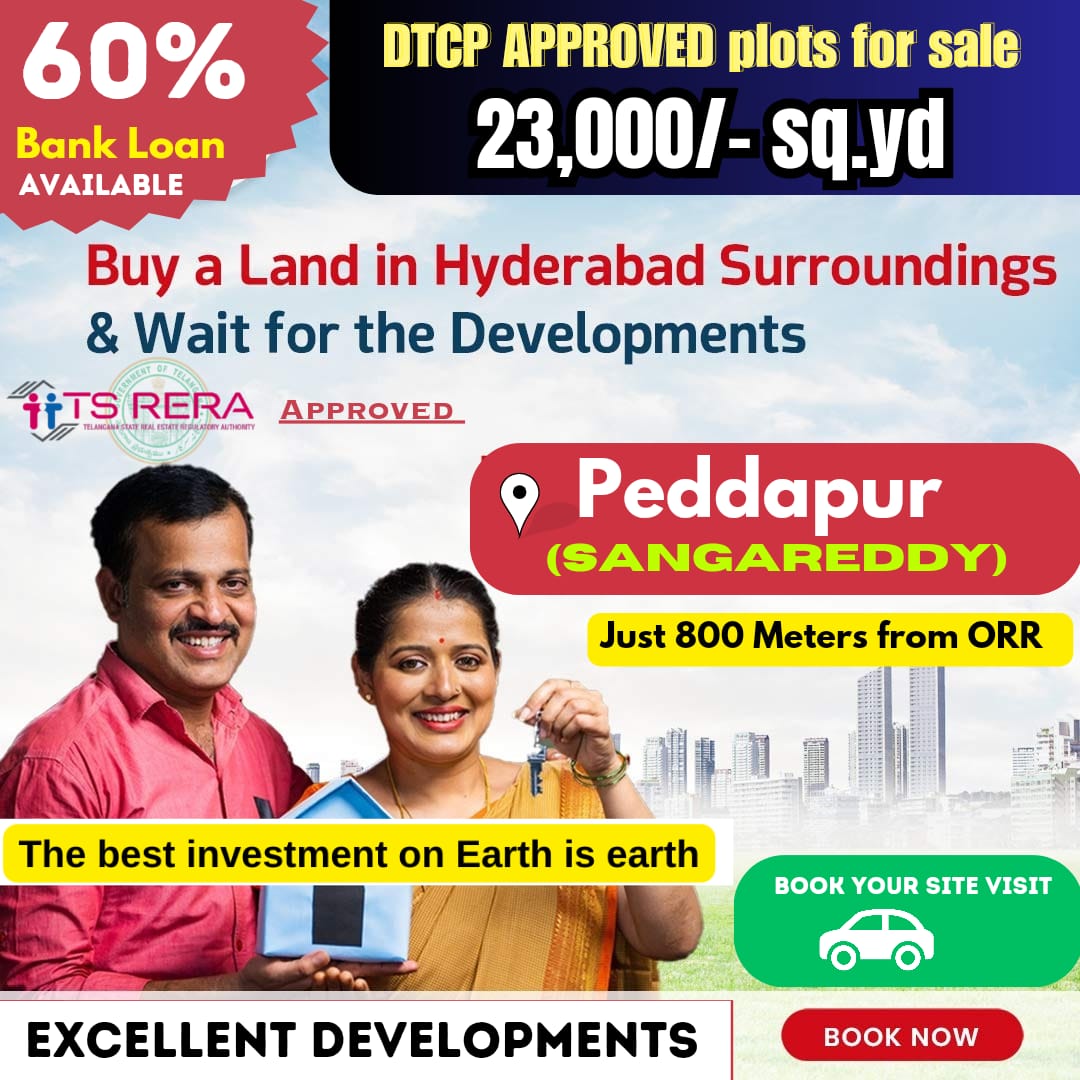 60%
Bank Loan
AVAILABLE
DTCP APPROVED plots for sale
23,000/- sq.yd
Buy a Land in Hyderabad Surroundings
& Wait for the Developments
TS RERA
TELANGANA STATE REAL ESTATE REGULATORY AUTHORITY
APPROVED
Peddapur
(SANGAREDDY)
Just 800 Meters from ORR
The best investment on Earth is earth
BOOK YOUR SITE VISIT
EXCELLENT DEVELOPMENTS
BOOK NOW